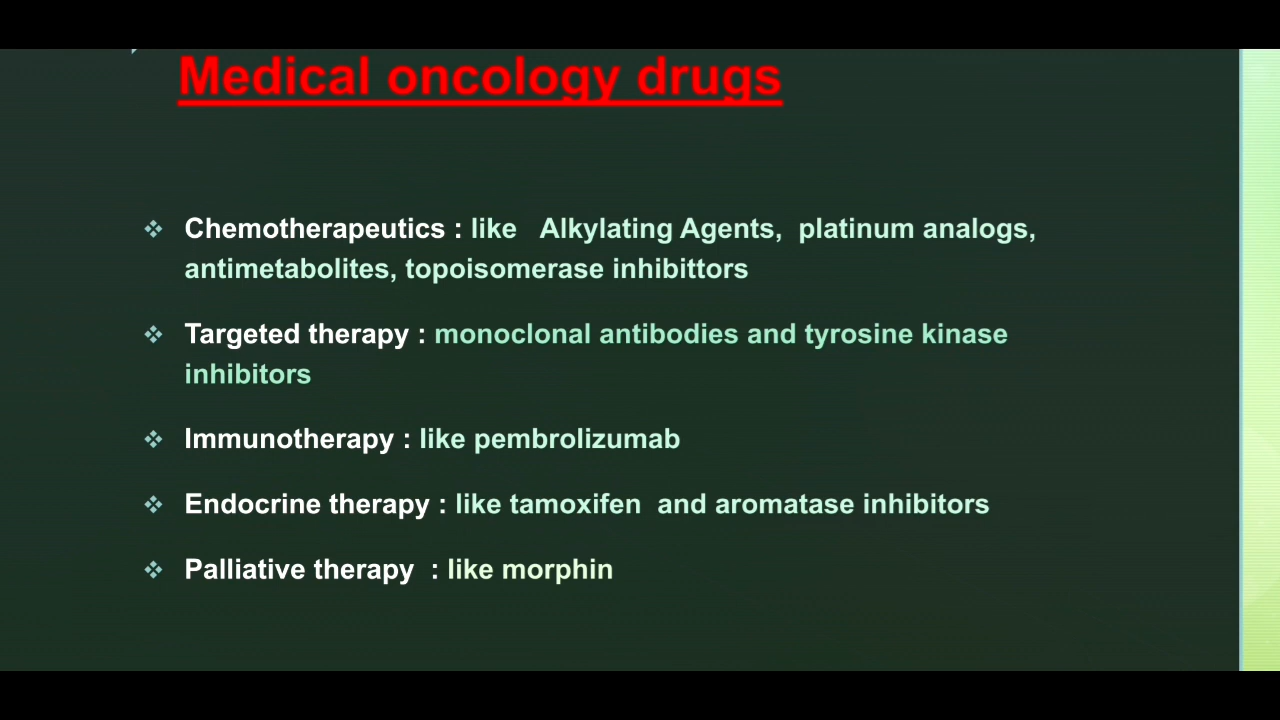 Medical oncology drugs
Chemotherapeutics : like Alkylating Agents, platinum analogs,
antimetabolites, topoisomerase inhibittors
Targeted therapy : monoclonal antibodies and tyrosine kinase
inhibitors
Immunotherapy : like pembrolizumab
Endocrine therapy : like tamoxifen and aromatase inhibitors
Palliative therapy : like morphin